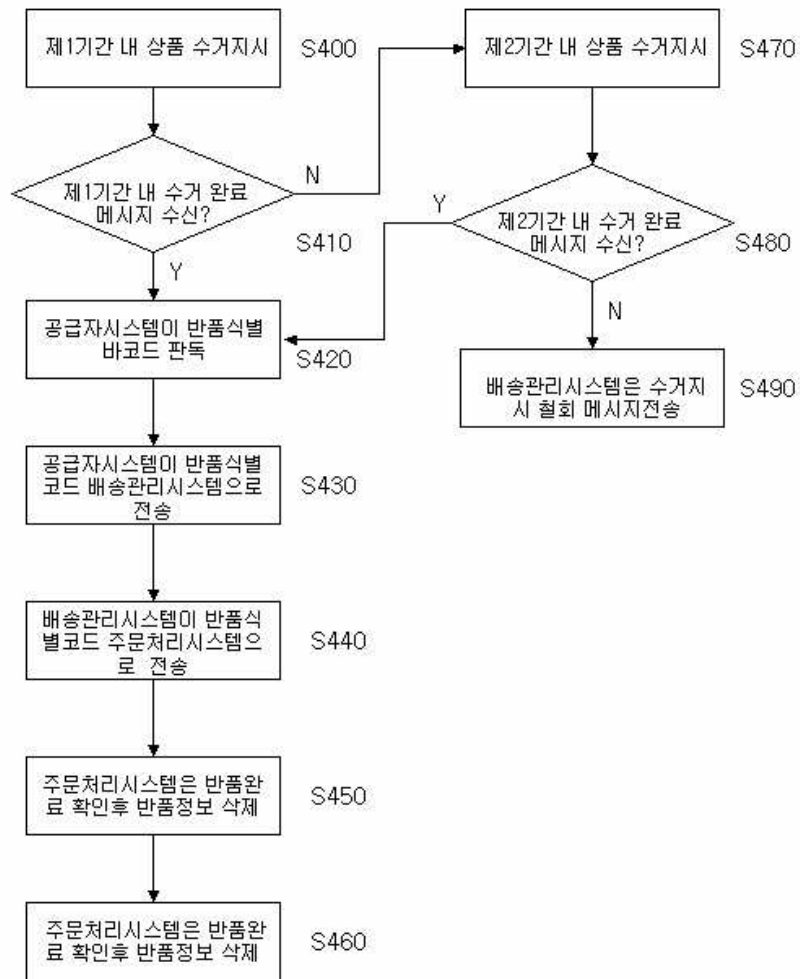 제1기간 내 상품 수거지시
S400
제1기간 내 수거 완료
메시지 수신?
S410
N
Y
공급자시스템이 반품식별
바코드 판독
S420
공급자시스템이 반품식별
코드 배송관리시스템으로
전송
S430
배송관리시스템이 반품식
별코드 주문처리시스템으
로 전송
S440
주문처리시스템은 반품완
료 확인후 반품정보 삭제
S450
주문처리시스템은 반품완
료 확인후 반품정보 삭제
S460
제2기간 내 상품 수거지시
S470
제2기간 내 수거 완료
메시지 수신?
S480
Y
N
배송관리시스템은 수거지
시 철회 메시지전송
S490